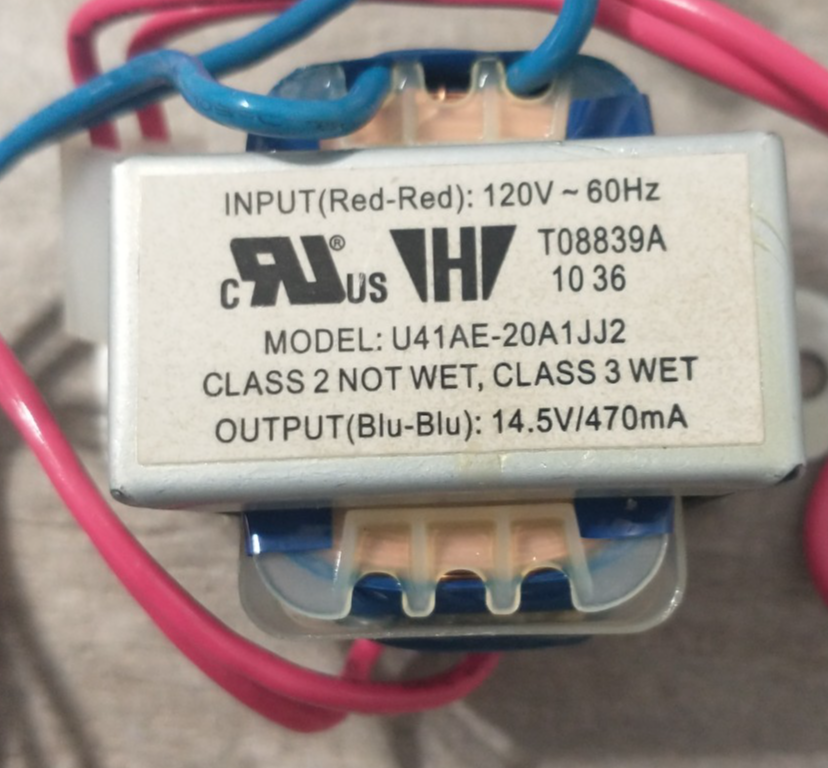 INPUT(Red-Red): 120V ~ 60Hz
cRU® US H T08839A
10 36
MODEL: U41AE-20A1JJ2
CLASS 2 NOT WET, CLASS 3 WET
OUTPUT(Blu-Blu): 14.5V/470mA